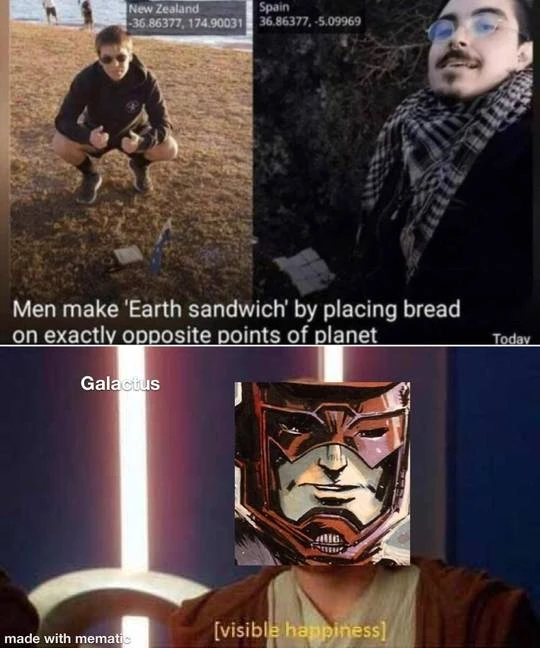 New Zealand
-36.86377, 174.90031
Spain
36.86377, -5.09969
Men make 'Earth sandwich' by placing bread
on exactly opposite points of planet
Today
Galactus
[visible happiness]
made with mematic